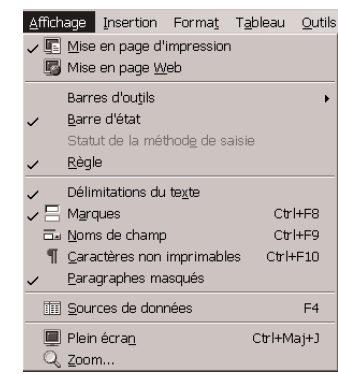 Affichage Insertion Format Tableau Outils
Mise en page d'impression
Mise en page Web
Barres d'outils
Barre d'état
Statut de la méthode de saisie
Règle
Délimitations du texte
Marques Ctrl+F8
Noms de champ Ctrl+F9
Caractères non imprimables Ctrl+F10
Paragraphes masqués
Sources de données F4
Plein écran Ctrl+Maj+J
Zoom...